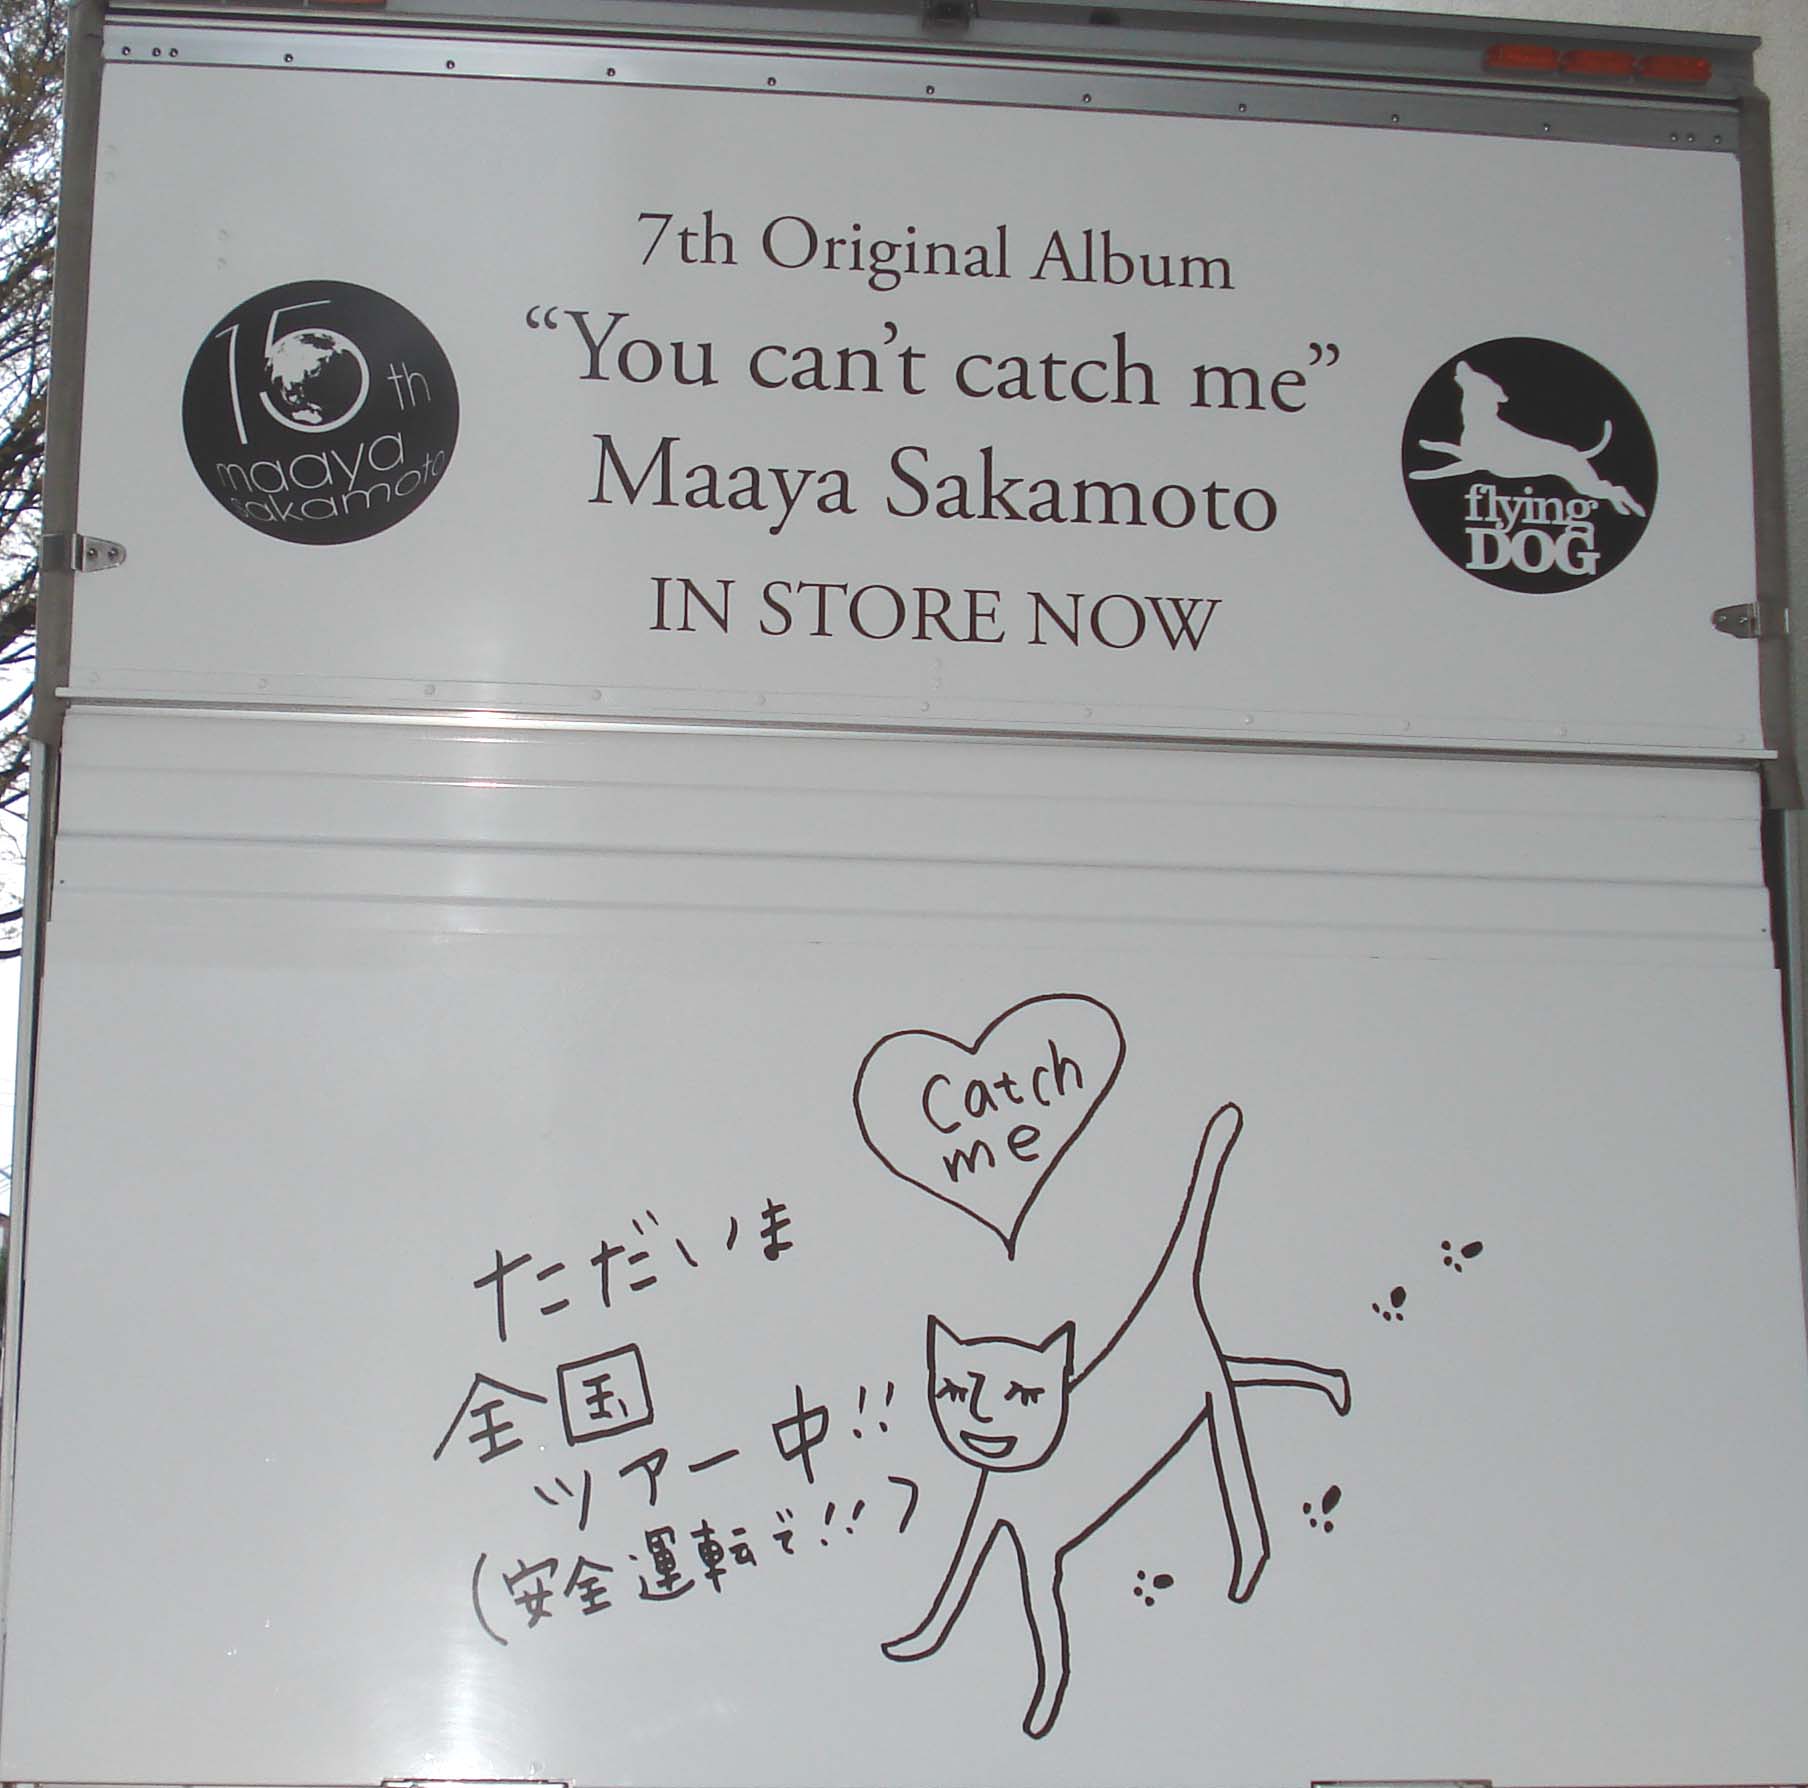 7th Original Album
“You can’t catch me”
Maaya Sakamoto
IN STORE NOW
15th
maaya
sakamoto
flying
DOG
Catch
me
ただいま
全国
ツアー中!!
(安全運転で!!)